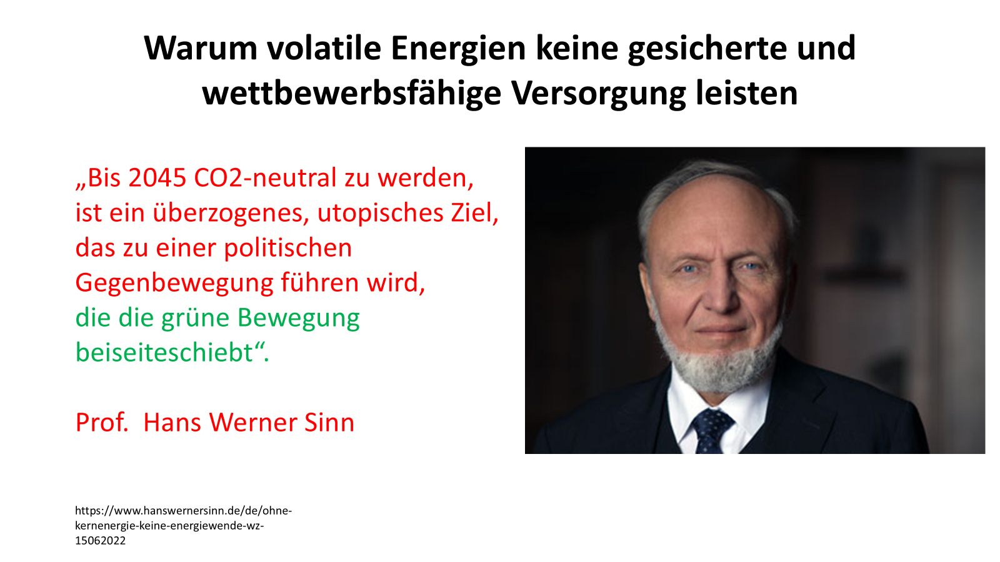 Warum volatile Energien keine gesicherte und
wettbewerbsfähige Versorgung leisten
„Bis 2045 CO2-neutral zu werden,
ist ein überzogenes, utopisches Ziel,
das zu einer politischen
Gegenbewegung führen wird,
die die grüne Bewegung
beiseiteschiebt“.
Prof.  Hans Werner Sinn
https://www.hanswernersinn.de/de/ohne-
kernenergie-keine-energiewende-wz-
15062022